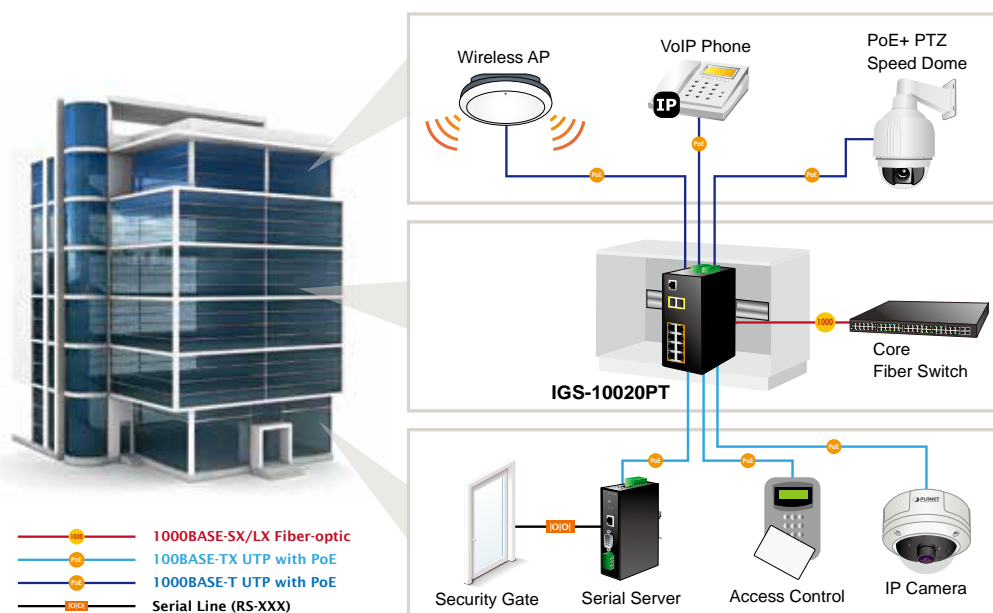 Wireless AP
VoIP Phone
PoE+ PTZ
Speed Dome
IP
PoE
PoE
PoE
1000
Core
Fiber Switch
IGS-10020PT
PoE
PoE
PoE
PLANET
|O|O|
Security Gate
Serial Server
Access Control
IP Camera
1000
1000BASE-SX/LX Fiber-optic
PoE
100BASE-TX UTP with PoE
PoE
1000BASE-T UTP with PoE
|O|O|
Serial Line (RS-XXX)